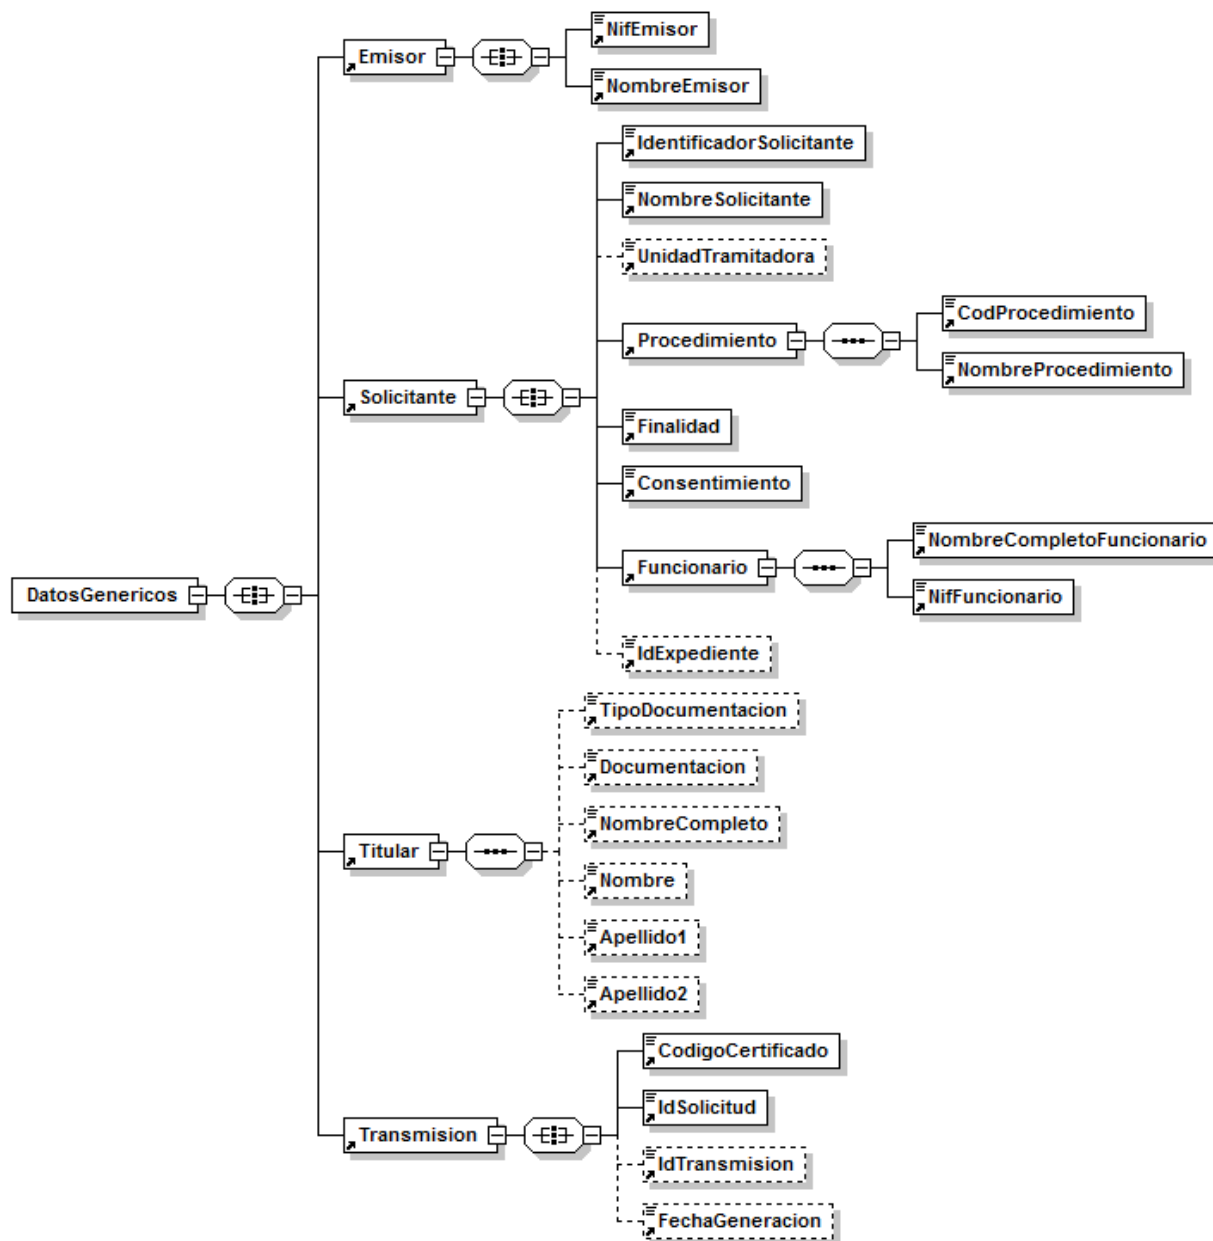 NifEmisor
Emisor
NombreEmisor
IdentificadorSolicitante
NombreSolicitante
UnidadTramitadora
CodProcedimiento
Procedimiento
NombreProcedimiento
Solicitante
Finalidad
Consentimiento
NombreCompletoFuncionario
Funcionario
NifFuncionario
DatosGenericos
IdExpediente
TipoDocumentacion
Documentacion
NombreCompleto
Titular
Nombre
Apellido1
Apellido2
CodigoCertificado
IdSolicitud
Transmision
IdTransmision
FechaGeneracion